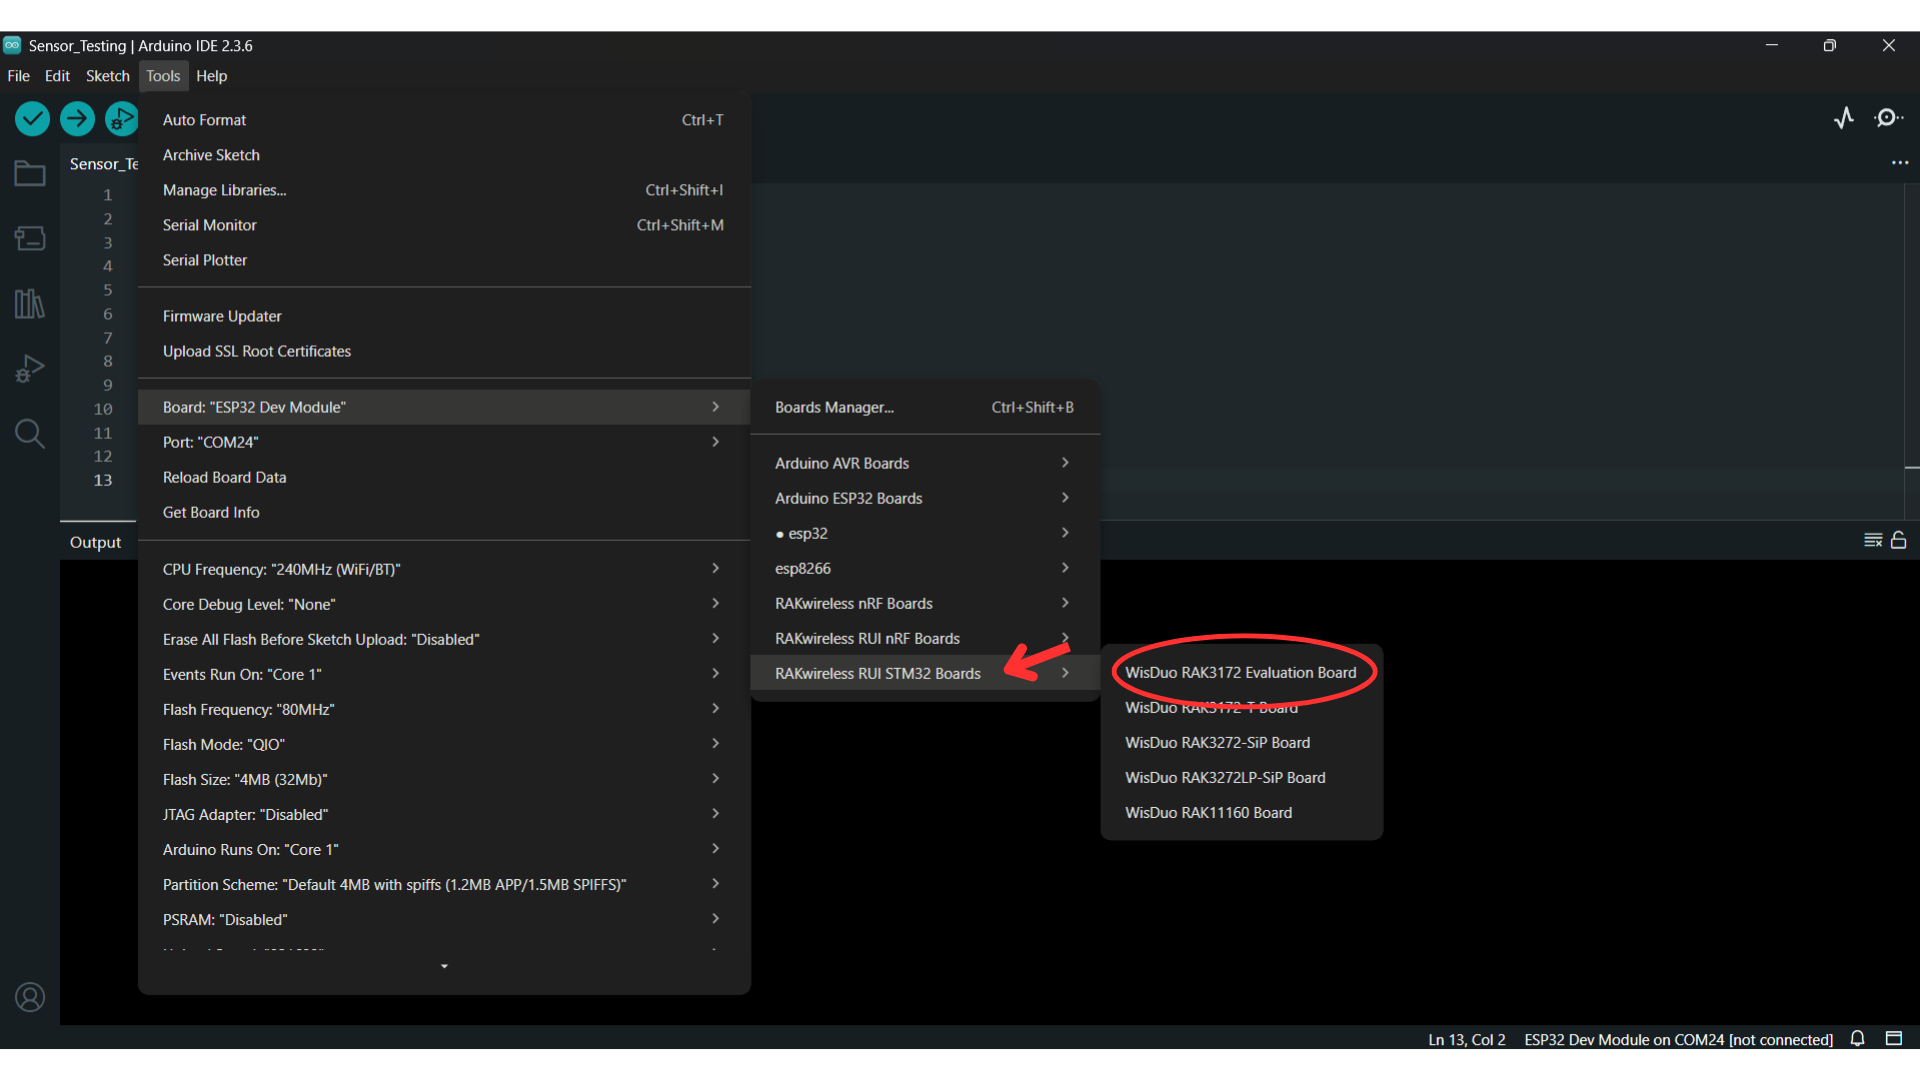 Sensor_Testing | Arduino IDE 2.3.6
File Edit Sketch Tools Help
Auto Format Ctrl+T
Archive Sketch
Manage Libraries... Ctrl+Shift+I
Serial Monitor Ctrl+Shift+M
Serial Plotter
Firmware Updater
Upload SSL Root Certificates
Board: "ESP32 Dev Module"
Port: "COM24"
Reload Board Data
Get Board Info
CPU Frequency: "240MHz (WiFi/BT)"
Core Debug Level: "None"
Erase All Flash Before Sketch Upload: "Disabled"
Events Run On: "Core 1"
Flash Frequency: "80MHz"
Flash Mode: "QIO"
Flash Size: "4MB (32Mb)"
JTAG Adapter: "Disabled"
Arduino Runs On: "Core 1"
Partition Scheme: "Default 4MB with spiffs (1.2MB APP/1.5MB SPIFFS)"
PSRAM: "Disabled"
Boards Manager... Ctrl+Shift+B
Arduino AVR Boards
Arduino ESP32 Boards
● esp32
esp8266
RAKwireless nRF Boards
RAKwireless RUI nRF Boards
RAKwireless RUI STM32 Boards
WisDuo RAK3172 Evaluation Board
WisDuo RAK3172-T Board
WisDuo RAK3272-SiP Board
WisDuo RAK3272LP-SiP Board
WisDuo RAK11160 Board
Sensor_Te
1
2
3
4
5
6
7
8
9
10
11
12
13
Output
Ln 13, Col 2 ESP32 Dev Module on COM24 [not connected]